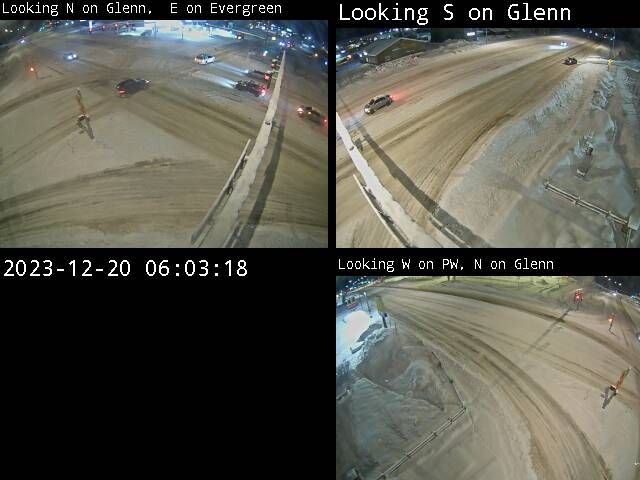 Looking N on Glenn,  E on Evergreen
Looking S on Glenn
2023-12-20 06:03:18
Looking W on PW, N on Glenn